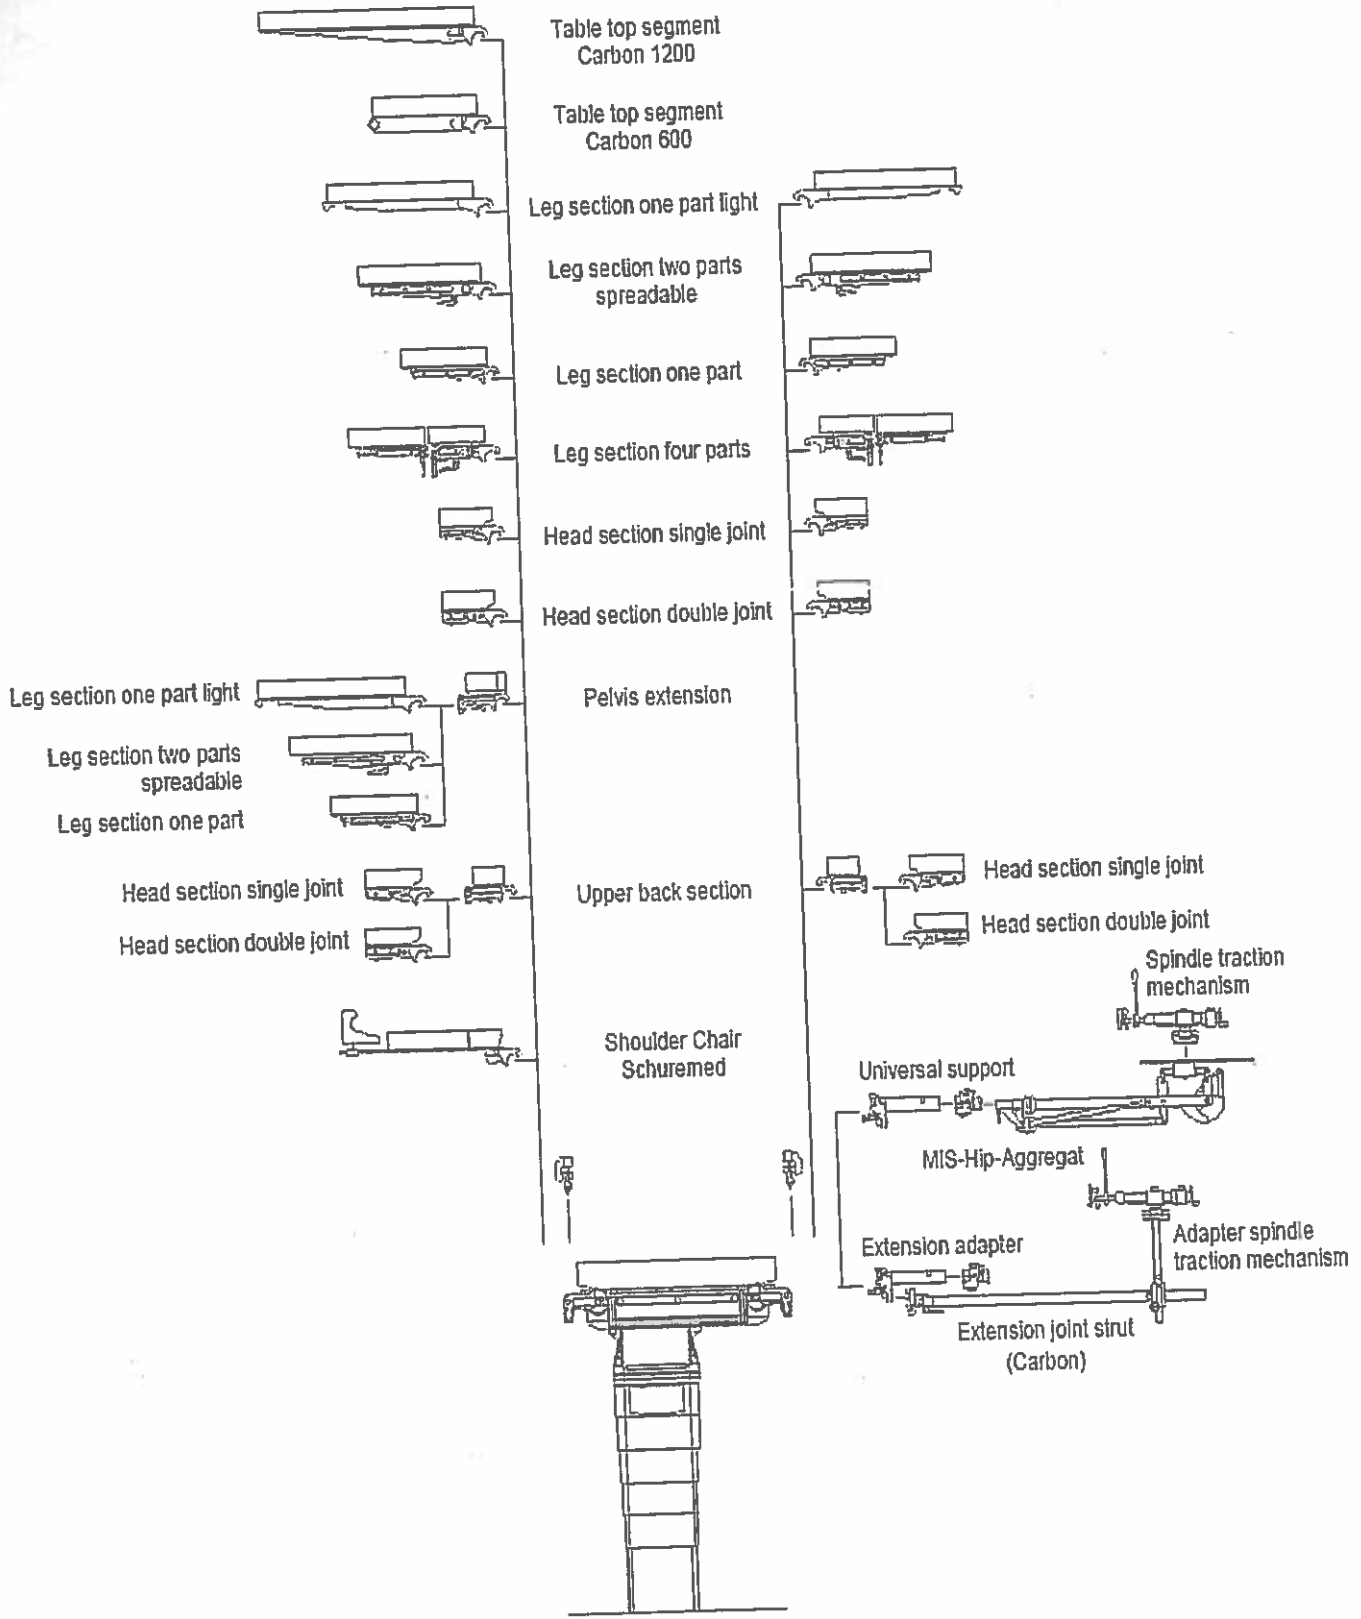 Table top segment
Carbon 1200
Table top segment
Carbon 600
Leg section one part light
Leg section two parts
spreadable
Leg section one part
Leg section four parts
Head section single joint
Head section double joint
Leg section one part light
Pelvis extension
Leg section two parts
spreadable
Leg section one part
Head section single joint
Upper back section
Head section single joint
Head section double joint
Head section double joint
Spindle traction
mechanism
Shoulder Chair
Schuremed
Universal support
MIS-Hip-Aggregat
Extension adapter
Adapter spindle
traction mechanism
Extension joint strut
(Carbon)